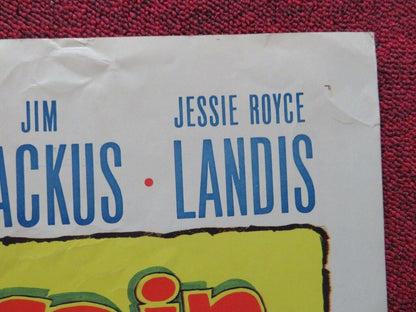 JIM
ACKUS • LANDIS
JESSIE ROYCE